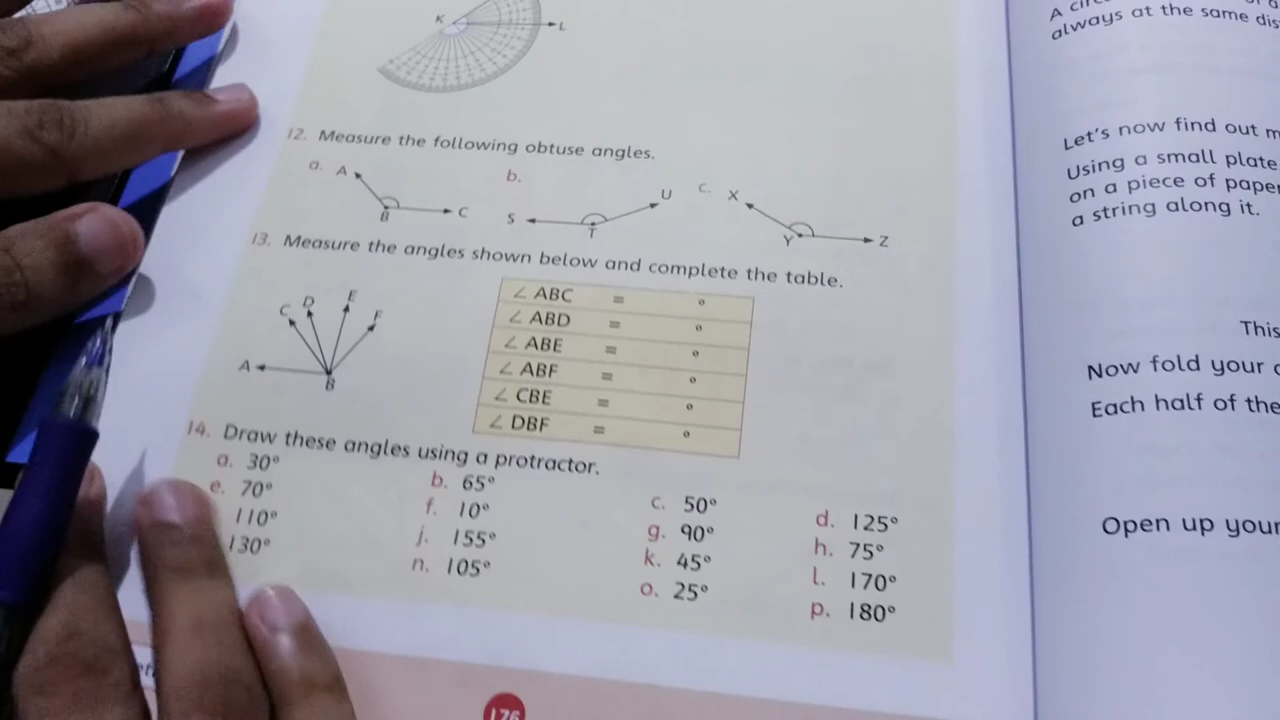 K L
12. Measure the following obtuse angles.
a. A B C
b. S T U
c. X Y Z
13. Measure the angles shown below and complete the table.
A B C D E F
∠ ABC = °
∠ ABD = °
∠ ABE = °
∠ ABF = °
∠ CBE = °
∠ DBF = °
14. Draw these angles using a protractor.
a. 30° b. 65° c. 50° d. 125°
e. 70° f. 10° g. 90° h. 75°
110° j. 155° k. 45° l. 170°
130° n. 105° o. 25° p. 180°
176
always at the same dis
Let's now find out m
Using a small plate
on a piece of paper
a string along it.
This
Now fold your
Each half of the
Open up your